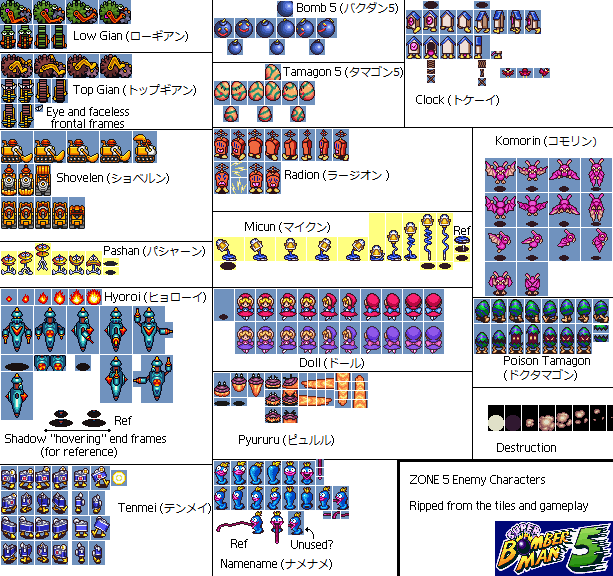 Low Gian (ローギアン)
Top Gian (トップギアン)
Eye and faceless
frontal frames
Shovelen (ショベルン)
Pashan (パシャーン)
Hyoroi (ヒョローイ)
Ref
Shadow "hovering" end frames
(for reference)
Tenmei (テンメイ)
Bomb 5 (バクダン5)
Tamagon 5 (タマゴン5)
Radion (ラージオン)
Micun (マイクン)
Ref
Doll (ドール)
Pyururu (ピュルル)
Ref
Unused?
Namename (ナメナメ)
Clock (トケーイ)
Komorin (コモリン)
Poison Tamagon
(ドクタマゴン)
Destruction
ZONE 5 Enemy Characters
Ripped from the tiles and gameplay
SUPER
BOMBER
MAN 5